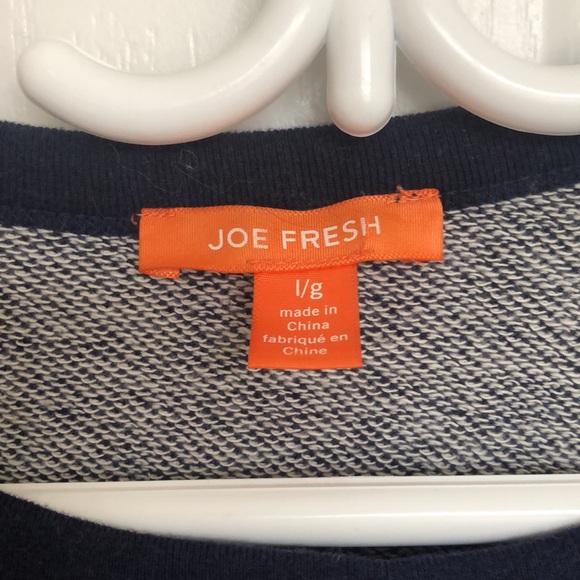 JOE FRESH
l/g
made in
China
fabriqué en
Chine